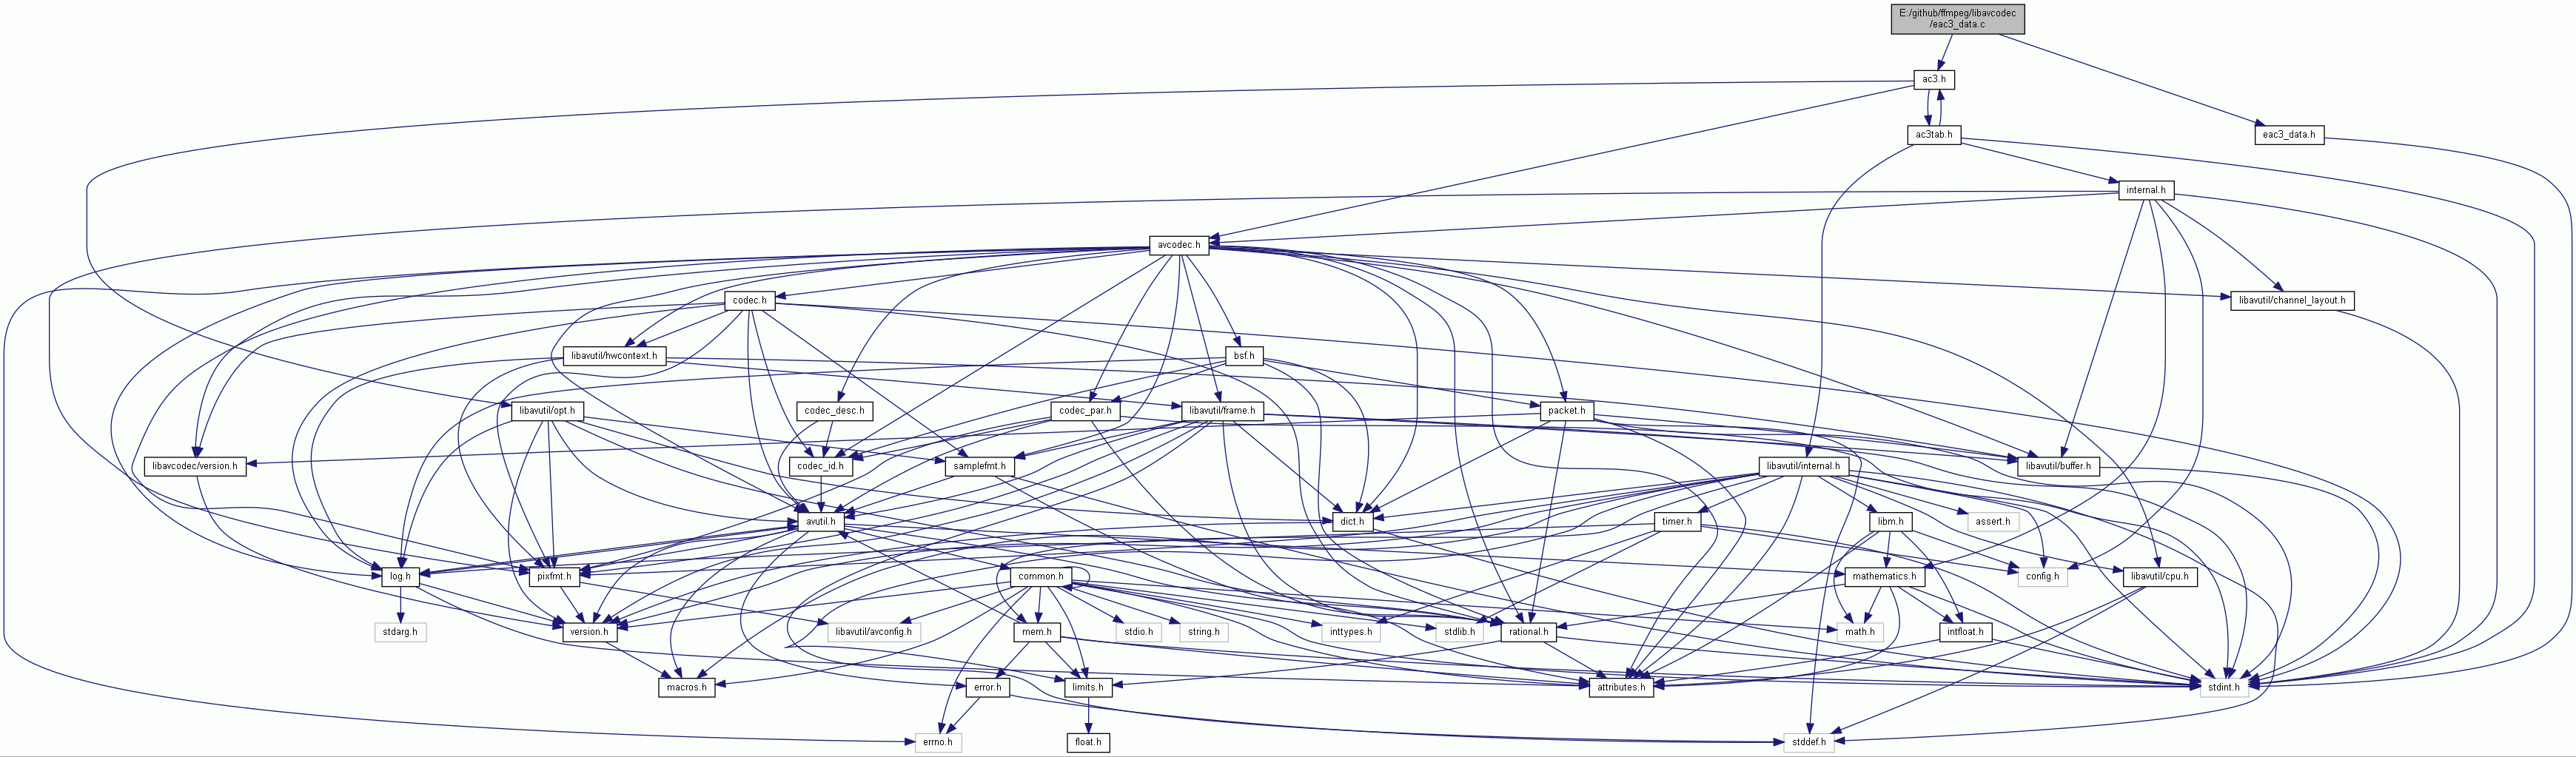 E:/github/ffmpeg/libavcodec
/eac3_data.c
ac3.h
ac3tab.h
eac3_data.h
internal.h
avcodec.h
codec.h
libavutil/channel_layout.h
libavutil/hwcontext.h
bsf.h
libavutil/opt.h
codec_desc.h
codec_par.h
libavutil/frame.h
packet.h
libavcodec/version.h
codec_id.h
samplefmt.h
libavutil/internal.h
libavutil/buffer.h
avutil.h
dict.h
timer.h
libm.h
assert.h
log.h
pixfmt.h
common.h
mathematics.h
config.h
libavutil/cpu.h
stdarg.h
version.h
libavutil/avconfig.h
mem.h
stdio.h
string.h
inttypes.h
stdlib.h
rational.h
math.h
intfloat.h
macros.h
error.h
limits.h
attributes.h
stdint.h
errno.h
float.h
stddef.h